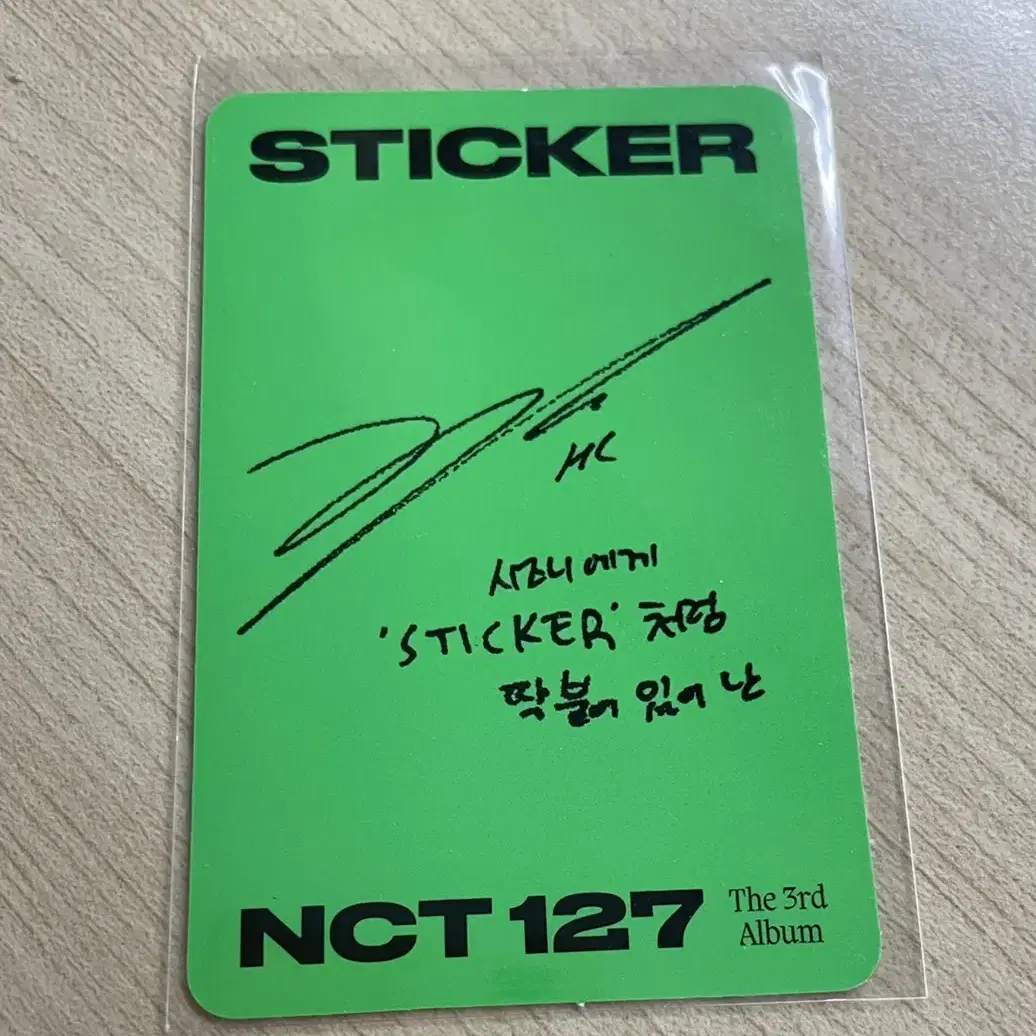 STICKER
HC
시즈니에게
'STICKER' 처럼
딱 붙어 있어 난
NCT 127
The 3rd
Album